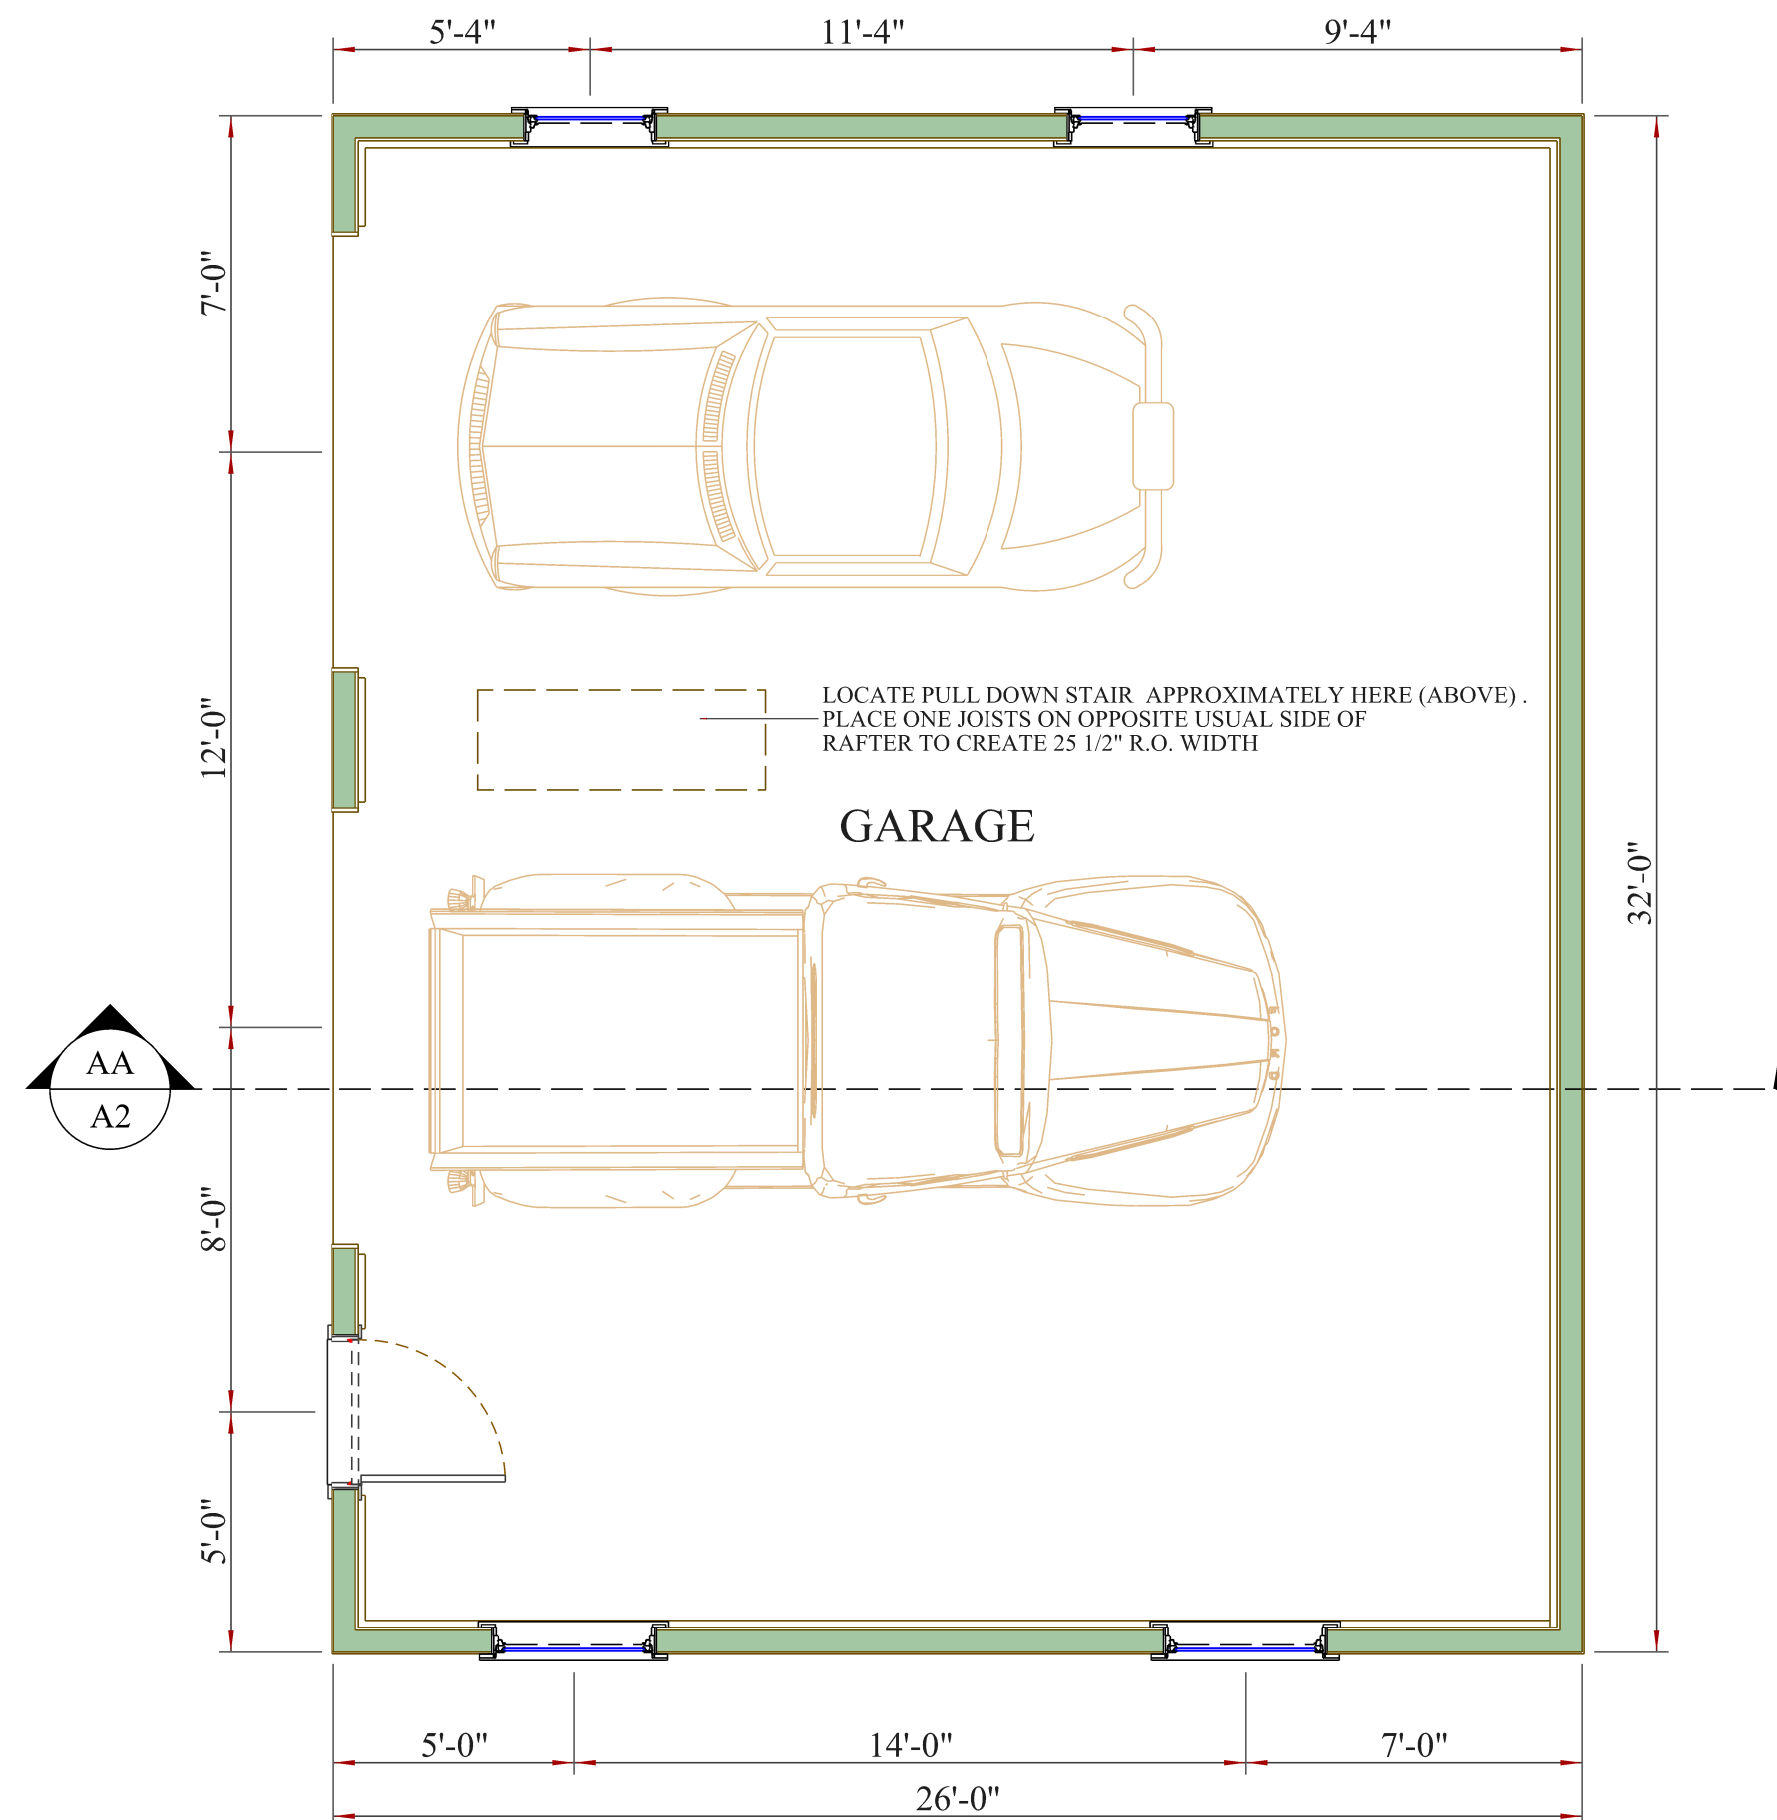 5'-4"
11'-4"
9'-4"
7'-0"
12'-0"
LOCATE PULL DOWN STAIR APPROXIMATELY HERE (ABOVE) .
PLACE ONE JOISTS ON OPPOSITE USUAL SIDE OF
RAFTER TO CREATE 25 1/2" R.O. WIDTH
GARAGE
32'-0"
AA
A2
8'-0"
5'-0"
5'-0"
14'-0"
7'-0"
26'-0"